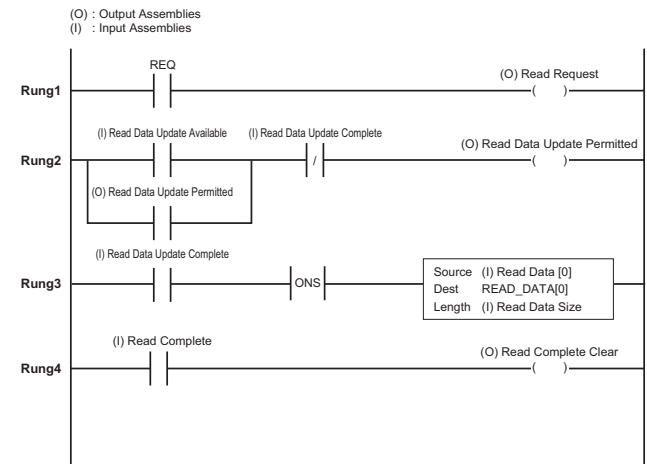 (O) : Output Assemblies
(I) : Input Assemblies
REQ
(O) Read Request
Rung1
( )
(I) Read Data Update Available
(I) Read Data Update Complete
(O) Read Data Update Permitted
Rung2
/
( )
(O) Read Data Update Permitted
(I) Read Data Update Complete
Rung3
ONS
Source (I) Read Data [0]
Dest READ_DATA[0]
Length (I) Read Data Size
(I) Read Complete
(O) Read Complete Clear
Rung4
( )